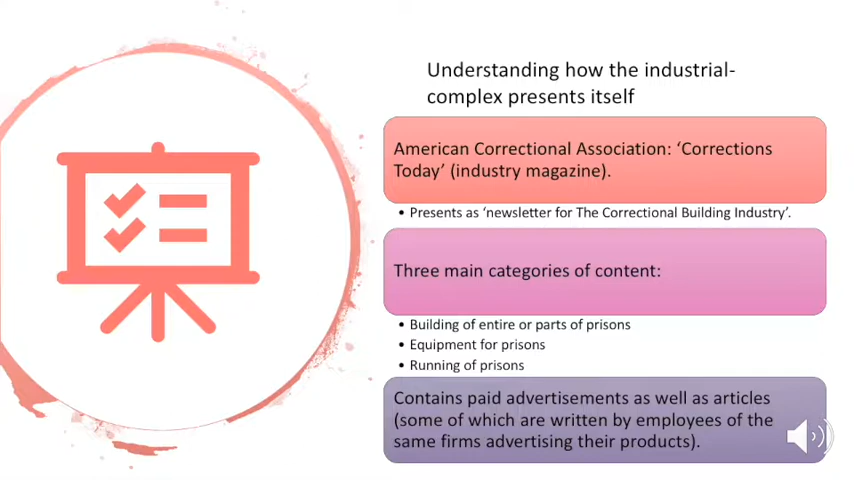 Understanding how the industrial-
complex presents itself
American Correctional Association: ‘Corrections
Today’ (industry magazine).
• Presents as ‘newsletter for The Correctional Building Industry’.
Three main categories of content:
• Building of entire or parts of prisons
• Equipment for prisons
• Running of prisons
Contains paid advertisements as well as articles
(some of which are written by employees of the
same firms advertising their products).